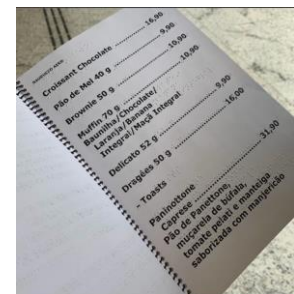 Croissant Chocolate ........ 16,90
Pão de Mel 40 g ........ 9,90
Brownie 50 g ........ 10,90
Muffin 70 g ........ 10,90
Baunilha/Chocolate/
Laranja/Banana
Integral/Maçã Integral
Delicato 52 g ........ 9,90
Dragées 50 g ........ 16,00
- Toasts
Paninottone ........ 31,90
Caprese
Pão de Panettone,
muçarela de búfala,
tomate pelati e manteiga
saborizada com manjericão